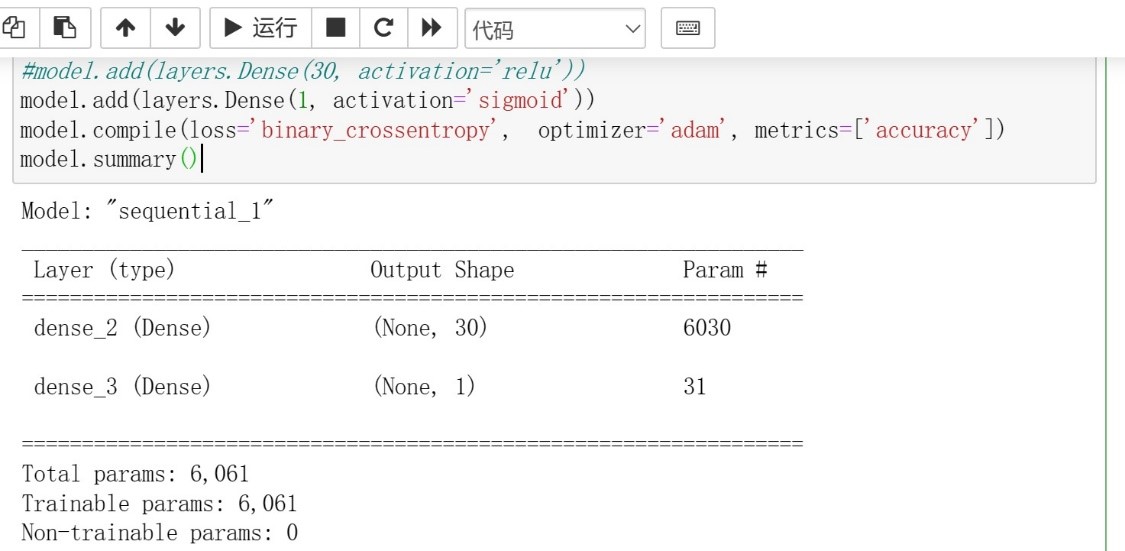 运行
代码
#model.add(layers.Dense(30, activation='relu'))
model.add(layers.Dense(1, activation='sigmoid'))
model.compile(loss='binary_crossentropy', optimizer='adam', metrics=['accuracy'])
model.summary()
Model: "sequential_1"
Layer (type) Output Shape Param #
dense_2 (Dense) (None, 30) 6030
dense_3 (Dense) (None, 1) 31
Total params: 6,061
Trainable params: 6,061
Non-trainable params: 0